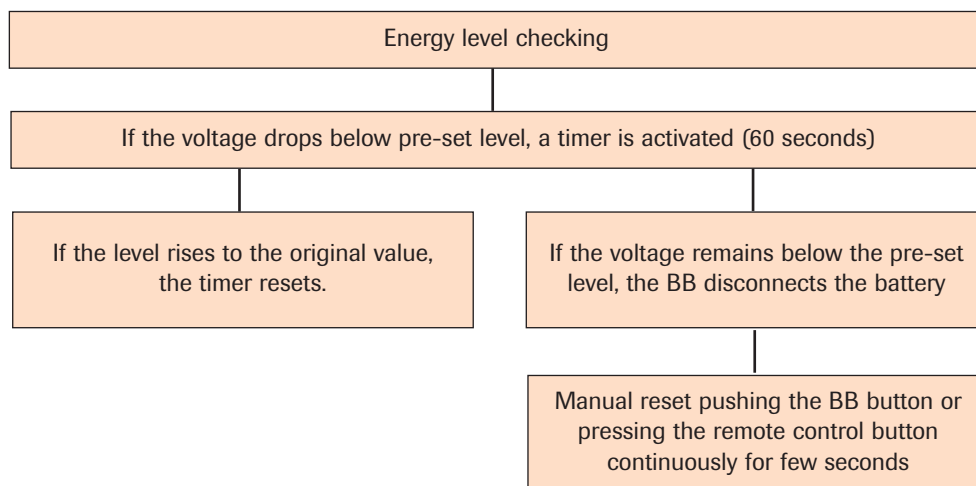 Energy level checking
If the voltage drops below pre-set level, a timer is activated (60 seconds)
If the level rises to the original value,
the timer resets.
If the voltage remains below the pre-set
level, the BB disconnects the battery
Manual reset pushing the BB button or
pressing the remote control button
continuously for few seconds